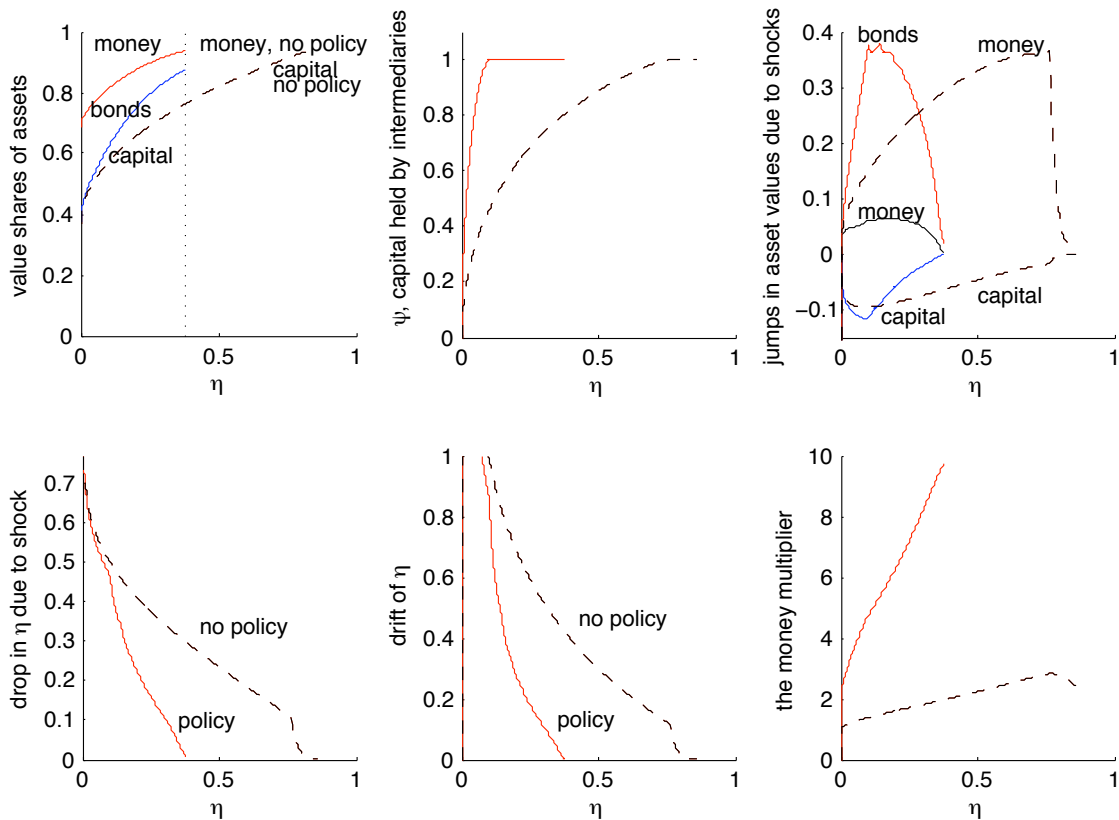 value shares of assets
1
0.8
0.6
0.4
0.2
0
money
money, no policy
capital
no policy
bonds
capital
0
0.5
1
η
ψ, capital held by intermediaries
1
0.8
0.6
0.4
0.2
0
0
0.5
1
η
jumps in asset values due to shocks
0.4
0.3
0.2
0.1
0
−0.1
bonds
money
money
capital
capital
0
0.5
1
η
drop in η due to shock
0.7
0.6
0.5
0.4
0.3
0.2
0.1
0
no policy
policy
0
0.5
1
η
drift of η
1
0.8
0.6
0.4
0.2
0
no policy
policy
0
0.5
1
η
the money multiplier
10
8
6
4
2
0
0
0.5
1
η